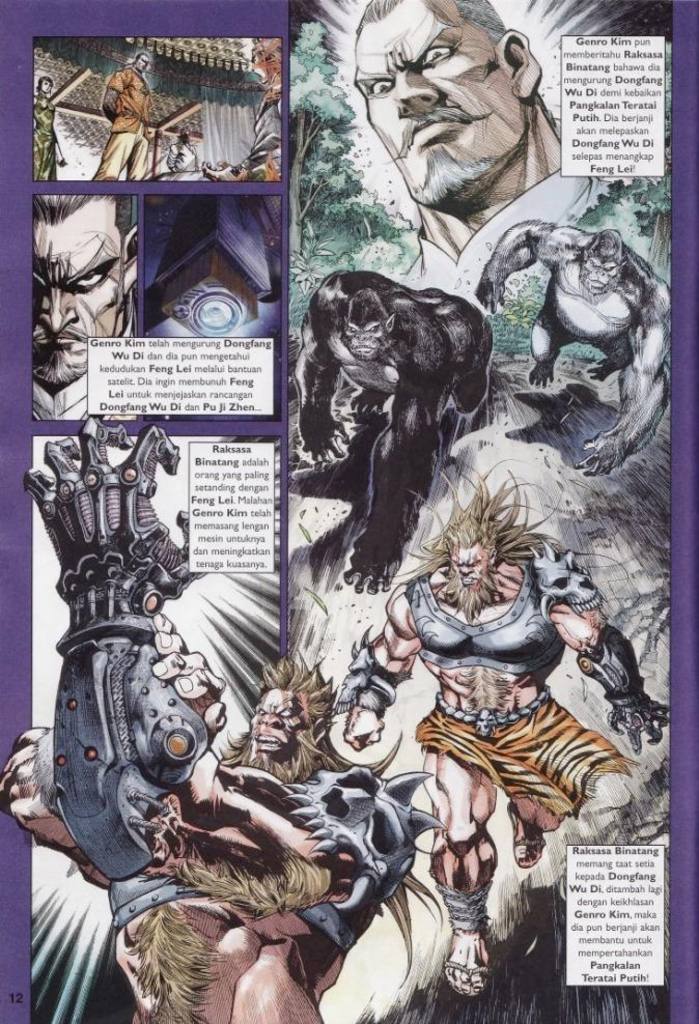 Genro Kim pun
memberitahu Raksasa
Binatang bahawa dia
mengurung Dongfang
Wu Di demi kebaikan
Pangkalan Teratai
Putih. Dia berjanji
akan melepaskan
Dongfang Wu Di
selepas menangkap
Feng Lei!
Genro Kim telah mengurung Dongfang
Wu Di dan dia pun mengetahui
kedudukan Feng Lei melalui bantuan
satelit. Dia ingin membunuh Feng
Lei untuk menjejaskan rancangan
Dongfang Wu Di dan Pu Ji Zhen...
Raksasa
Binatang adalah
orang yang paling
setanding dengan
Feng Lei. Malahan
Genro Kim telah
memasang lengan
mesin untuknya
dan meningkatkan
tenaga kuasanya.
Raksasa Binatang
memang taat setia
kepada Dongfang
Wu Di, ditambah lagi
dengan keikhlasan
Genro Kim, maka
dia pun berjanji akan
membantu untuk
mempertahankan
Pangkalan
Teratai Putih!
12